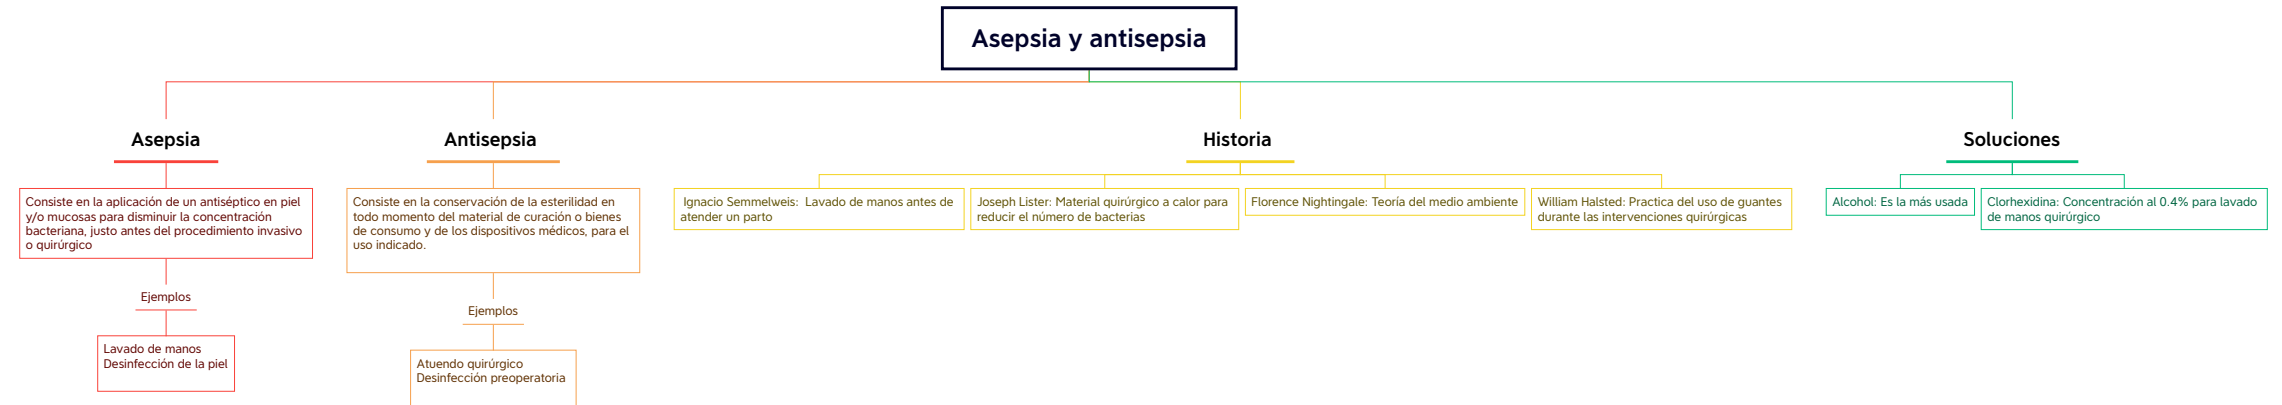 Asepsia y antisepsia
Asepsia
Consiste en la aplicación de un antiséptico en piel
y/o mucosas para disminuir la concentración
bacteriana, justo antes del procedimiento invasivo
o quirúrgico
Ejemplos
Lavado de manos
Desinfección de la piel
Antisepsia
Consiste en la conservación de la esterilidad en
todo momento del material de curación o bienes
de consumo y de los dispositivos médicos, para el
uso indicado.
Ejemplos
Atuendo quirúrgico
Desinfección preoperatoria
Historia
Ignacio Semmelweis: Lavado de manos antes de
atender un parto
Joseph Lister: Material quirúrgico a calor para
reducir el número de bacterias
Florence Nightingale: Teoría del medio ambiente
William Halsted: Practica del uso de guantes
durante las intervenciones quirúrgicas
Soluciones
Alcohol: Es la más usada
Clorhexidina: Concentración al 0.4% para lavado
de manos quirúrgico